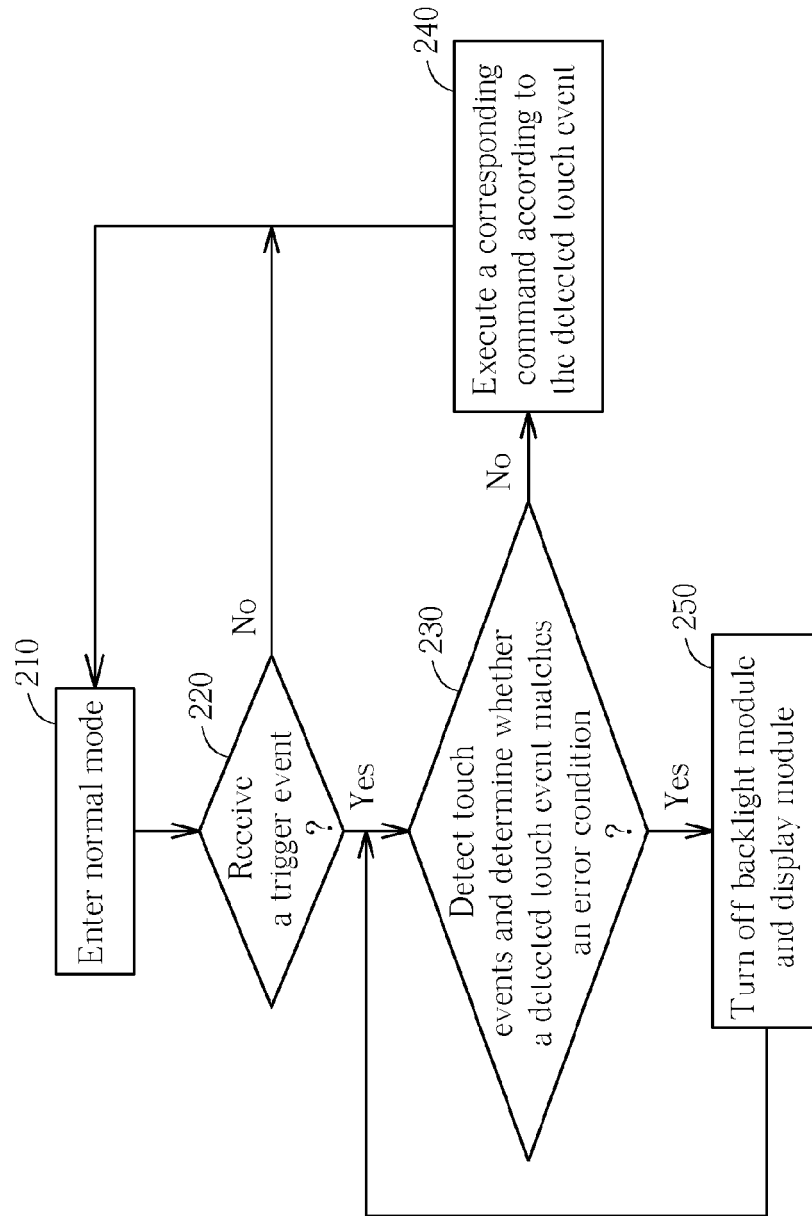 210
Enter normal mode
220
Receive
a trigger event
?
No
Yes
230
Detect touch
events and determine whether
a detected touch event matches
an error condition
?
No
Yes
240
Execute a corresponding
command according to
the detected touch event
250
Turn off backlight module
and display module